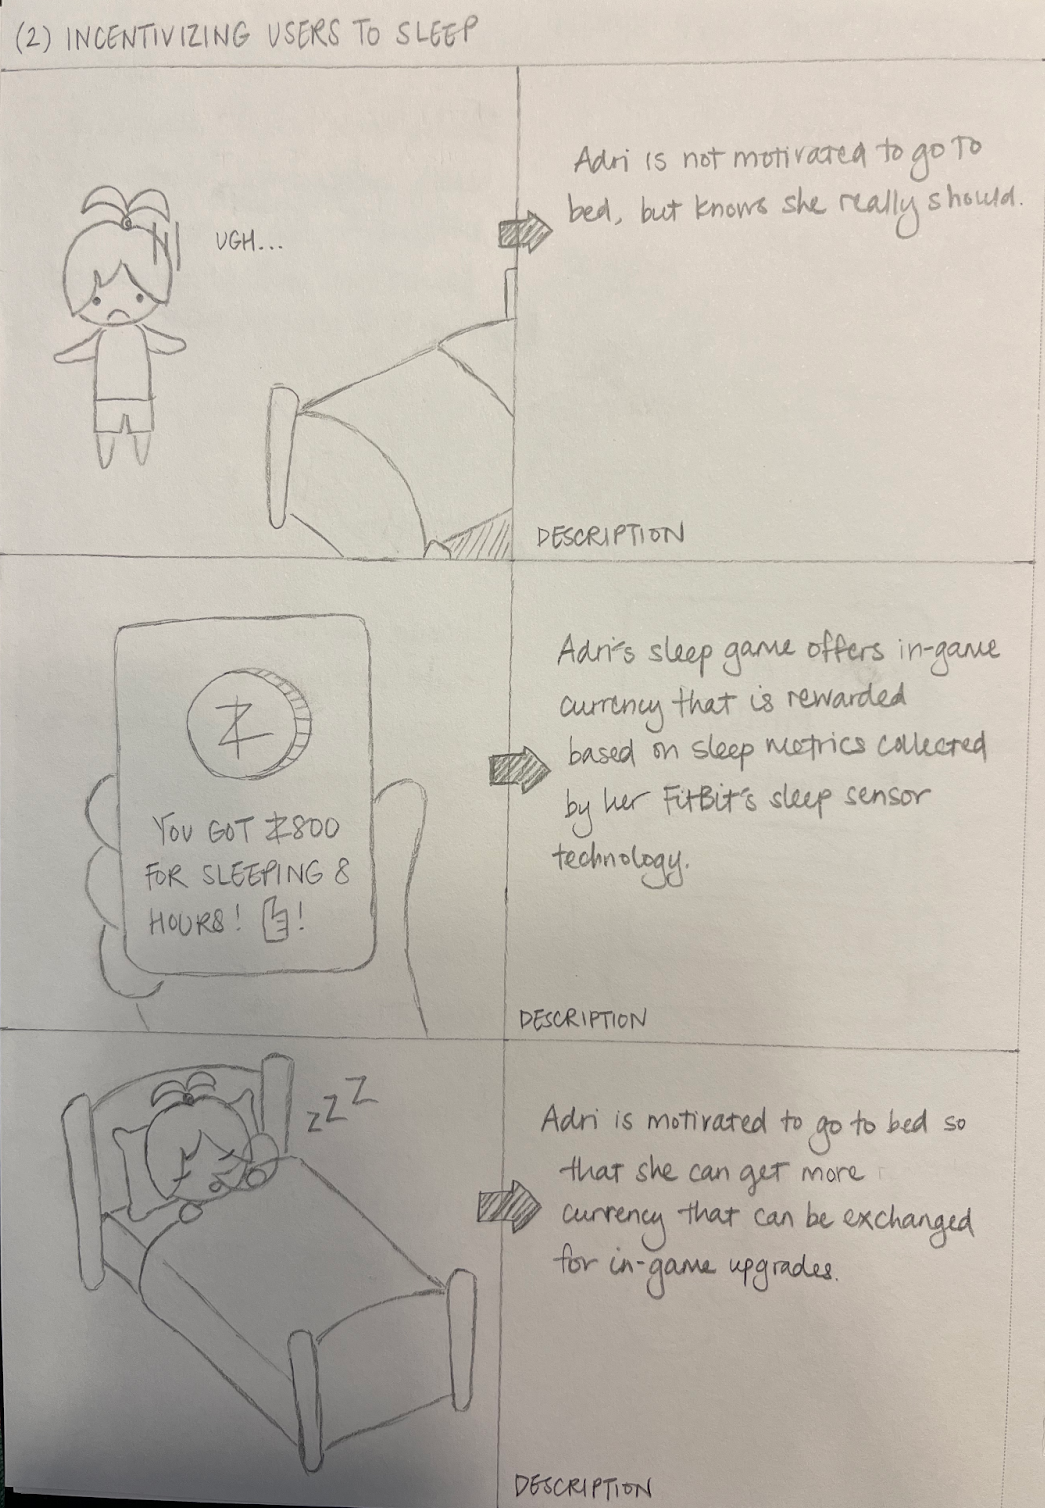 (2) INCENTIVIZING USERS TO SLEEP
UGH...
Adri is not motivated to go to
bed, but knows she really should.
DESCRIPTION
YOU GOT Ƶ800
FOR SLEEPING 8
HOURS! 👍!
Adri's sleep game offers in-game
currency that is rewarded
based on sleep metrics collected
by her FitBit's sleep sensor
technology.
DESCRIPTION
zzZ
Adri is motivated to go to bed so
that she can get more
currency that can be exchanged
for in-game upgrades.
DESCRIPTION